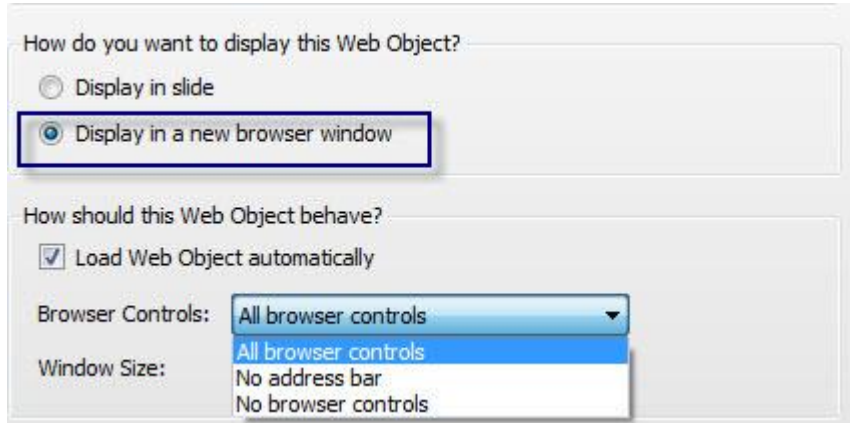 How do you want to display this Web Object?
Display in slide
Display in a new browser window
How should this Web Object behave?
Load Web Object automatically
Browser Controls: All browser controls
All browser controls
Window Size:
No address bar
No browser controls